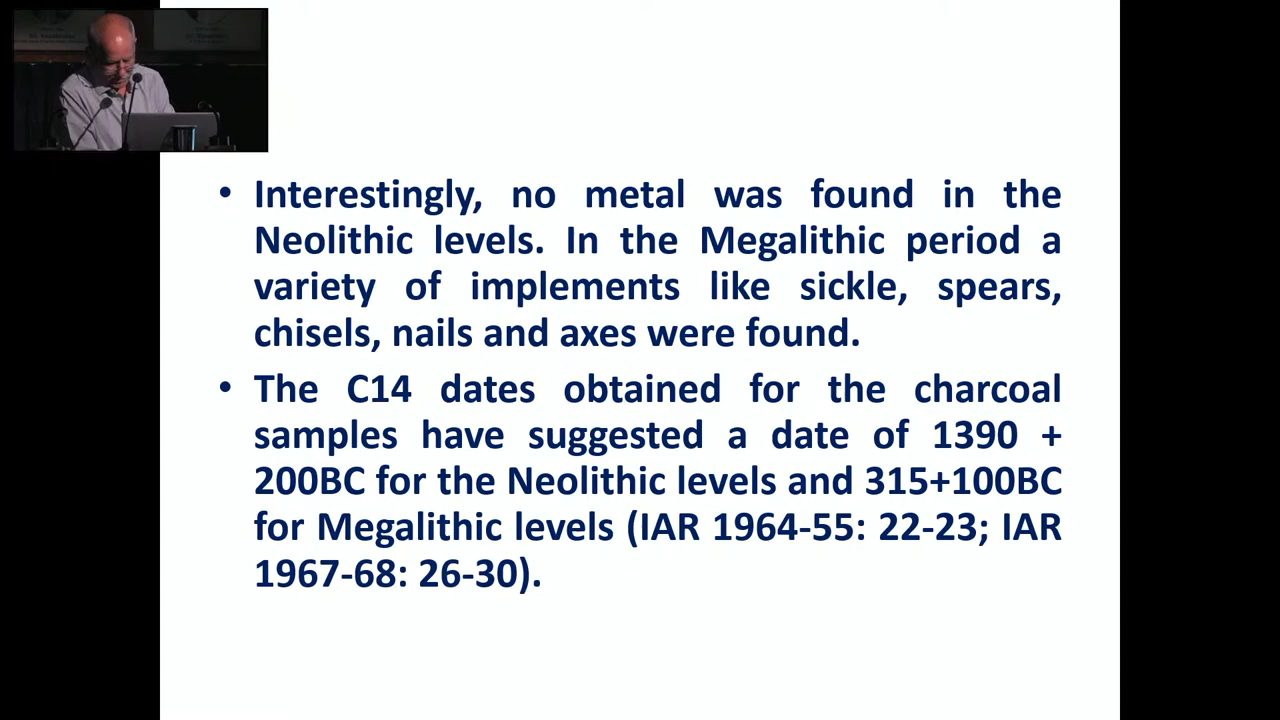 • Interestingly, no metal was found in the
Neolithic levels. In the Megalithic period a
variety of implements like sickle, spears,
chisels, nails and axes were found.
• The C14 dates obtained for the charcoal
samples have suggested a date of 1390 +
200BC for the Neolithic levels and 315+100BC
for Megalithic levels (IAR 1964-55: 22-23; IAR
1967-68: 26-30).